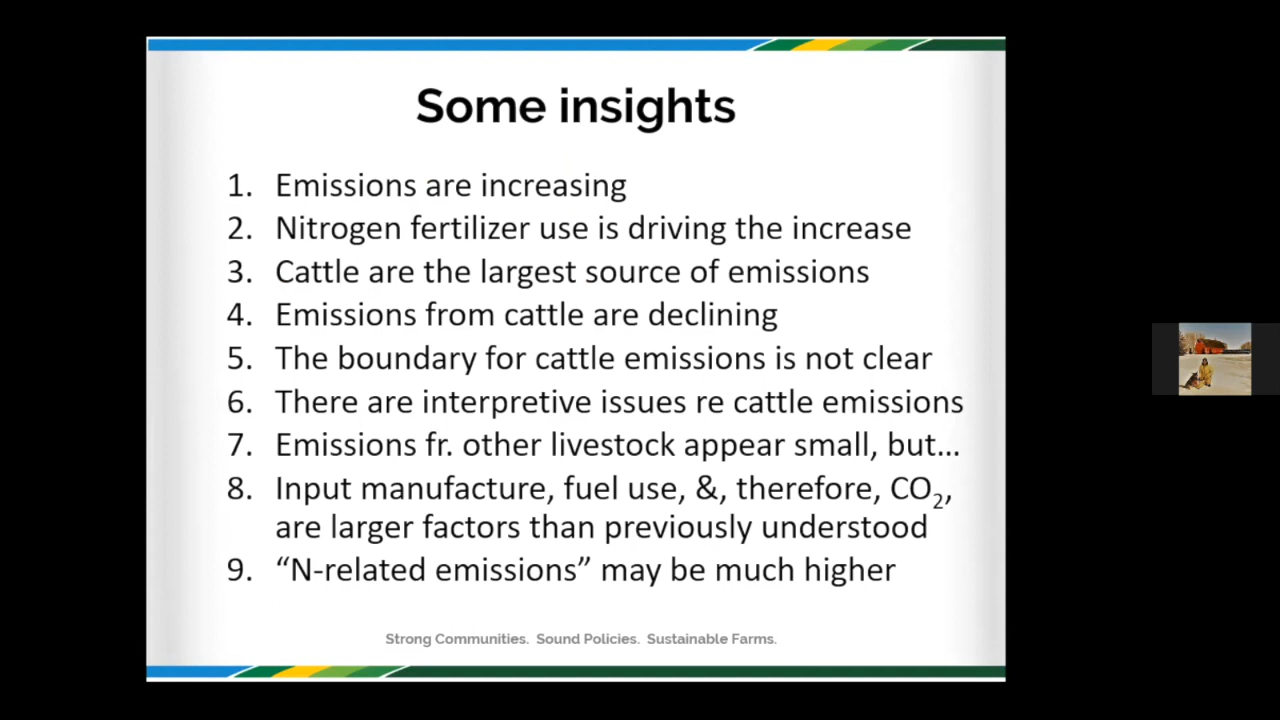 Some insights
1. Emissions are increasing
2. Nitrogen fertilizer use is driving the increase
3. Cattle are the largest source of emissions
4. Emissions from cattle are declining
5. The boundary for cattle emissions is not clear
6. There are interpretive issues re cattle emissions
7. Emissions fr. other livestock appear small, but…
8. Input manufacture, fuel use, &, therefore, CO₂,
are larger factors than previously understood
9. “N-related emissions” may be much higher
Strong Communities. Sound Policies. Sustainable Farms.